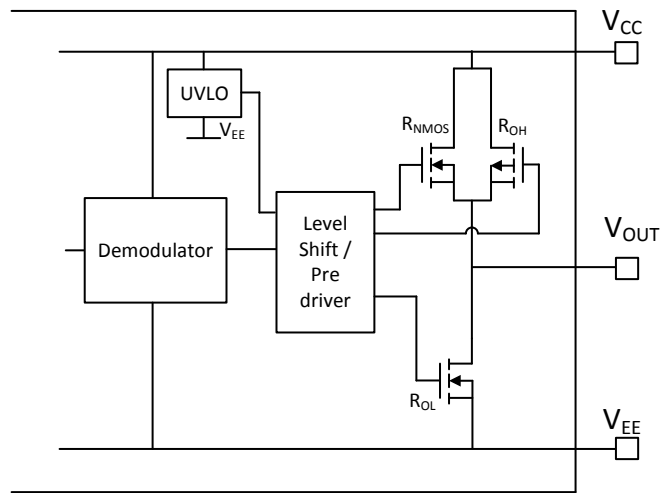 V_CC
UVLO
V_EE
R_NMOS
R_OH
Level
Shift /
Pre
driver
Demodulator
V_OUT
R_OL
V_EE